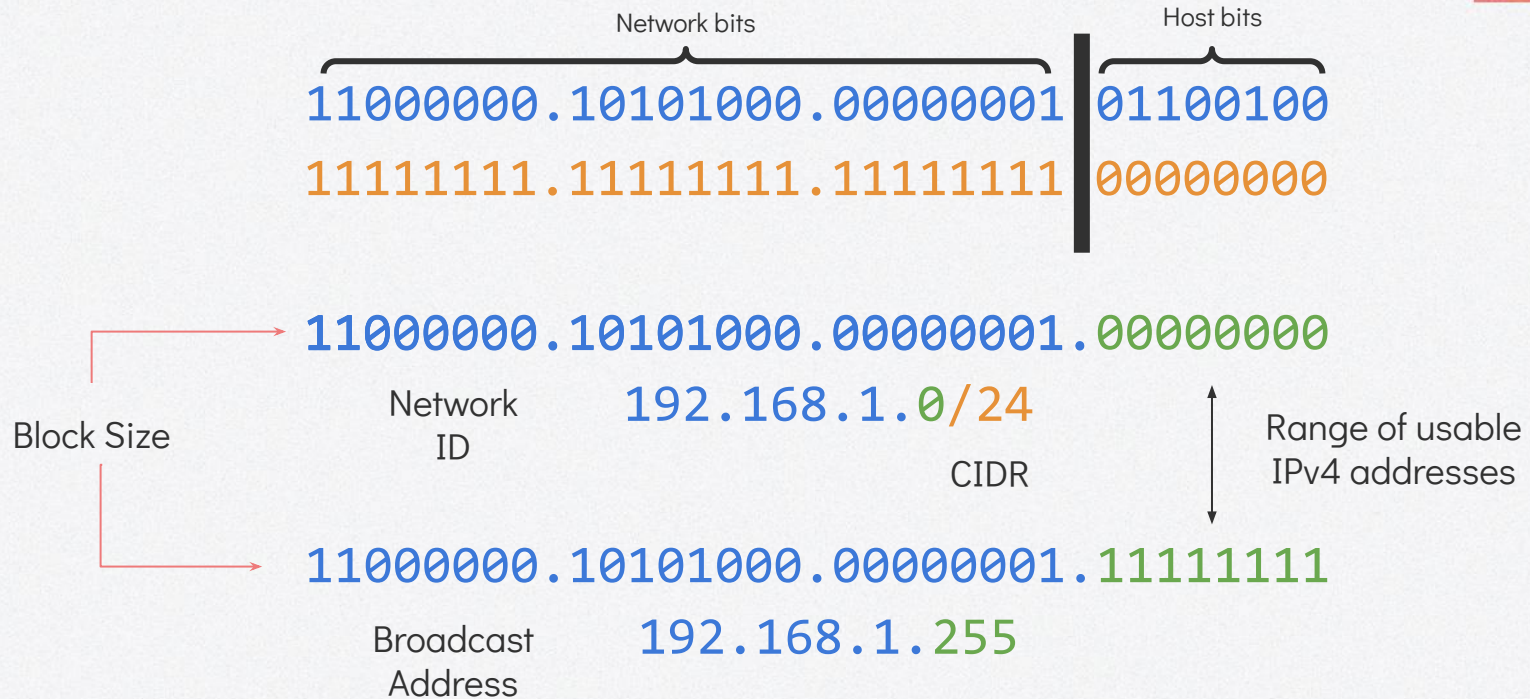 Network bits
Host bits
11000000.10101000.00000001 01100100
11111111.11111111.11111111 00000000
11000000.10101000.00000001.00000000
Network
ID
192.168.1.0/24
CIDR
Block Size
Range of usable
IPv4 addresses
11000000.10101000.00000001.11111111
Broadcast
Address
192.168.1.255